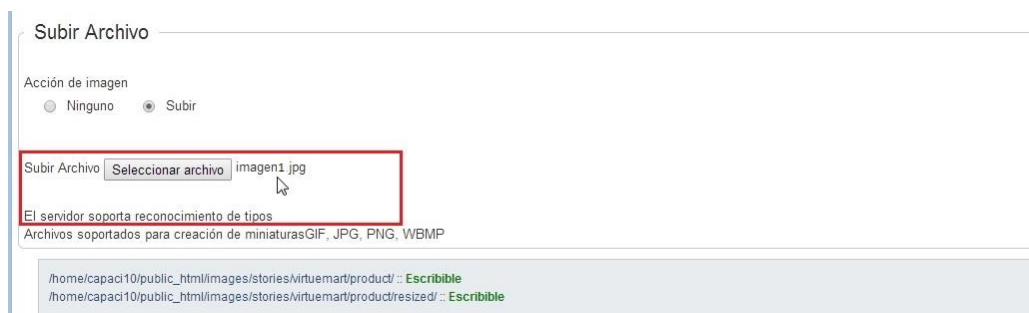 Subir Archivo
Acción de imagen
Ninguno Subir
Subir Archivo Seleccionar archivo imagen1.jpg
El servidor soporta reconocimiento de tipos
Archivos soportados para creación de miniaturasGIF, JPG, PNG, WBMP
/home/capaci10/public_html/images/stories/virtuemart/product/ :: Escribible
/home/capaci10/public_html/images/stories/virtuemart/product/resized/ :: Escribible